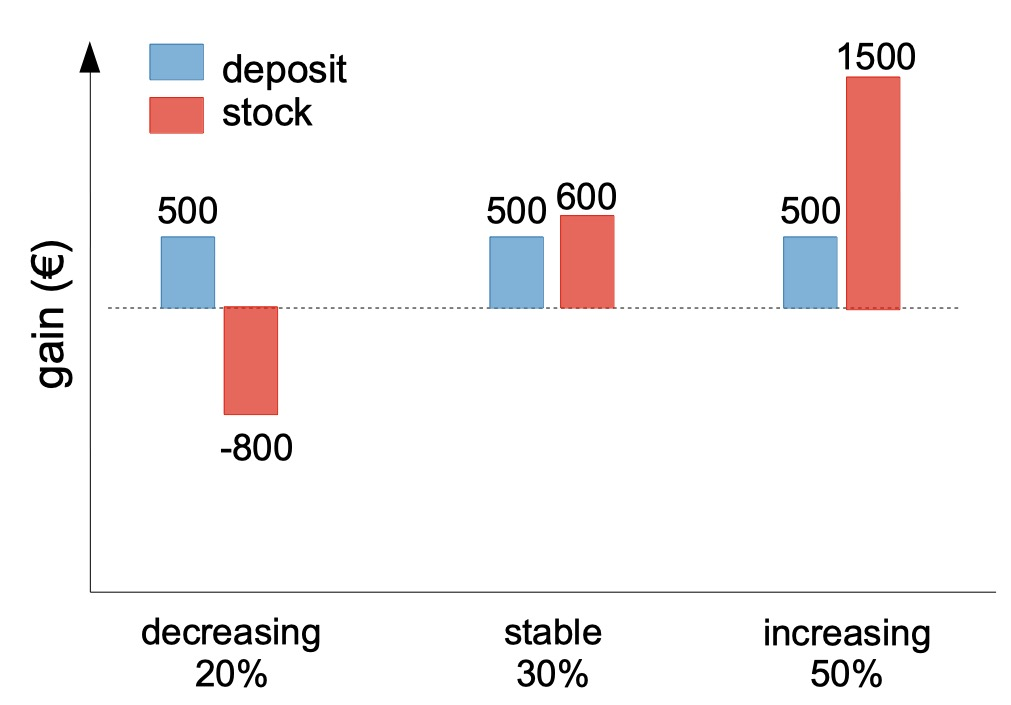 deposit
stock
1500
500
500 600
500
-800
gain (€)
decreasing
20%
stable
30%
increasing
50%